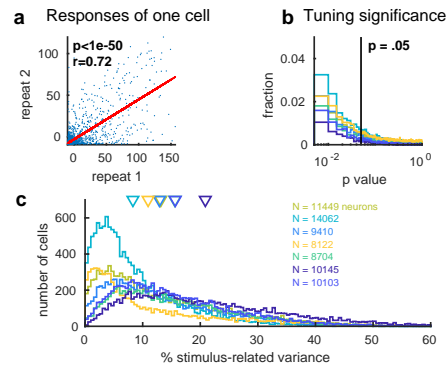 a Responses of one cell
p<1e-50
r=0.72
repeat 2
100
50
0
0 50 100 150
repeat 1
b Tuning significance
p = .05
fraction
0.04
0.02
0
10-2 100
p value
c
N = 11449 neurons
N = 14062
N = 9410
N = 8122
N = 8704
N = 10145
N = 10103
number of cells
600
400
200
0
0 10 20 30 40 50 60
% stimulus-related variance